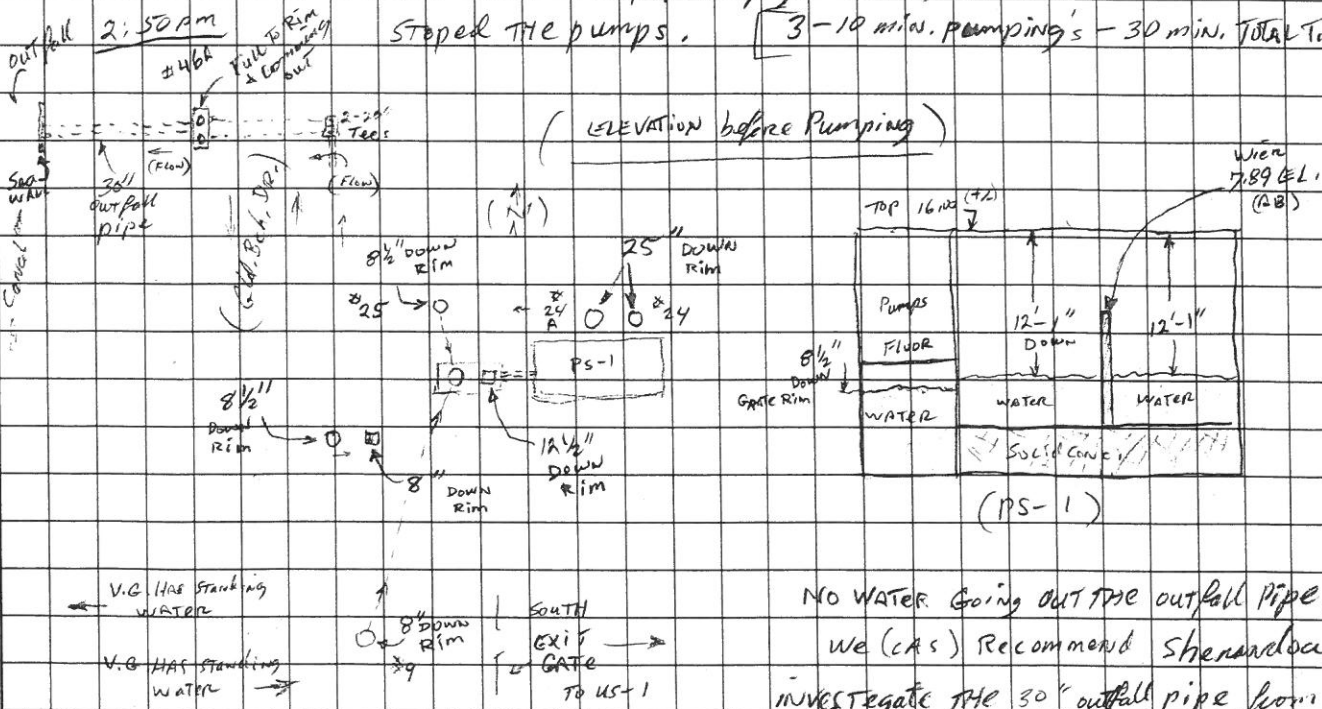 2:50 pm
Stoped the pumps.
3-10 min. pumping's - 30 min. TOTAL
OUTfall
#46A
Full To Rim
& Comming
out
2-20"
Tees
(Flow)
(Flow)
Sea-
WALL
30"
outfall
pipe
Canal
(ELEVATION before Pumping)
Wier
7.89 EL.
Top 16.00 (+/-)
(N)
8 1/2" DOWN
Rim
25" DOWN
Rim
#25
#24
A
#24
PS-1
Pumps
FLOOR
WATER
8 1/2"
Down
GRATE Rim
12'-1"
DOWN
12'-1"
WATER
WATER
Solid Conc.
(PS-1)
8 1/2"
Down
Rim
8"
DOWN
Rim
12 1/2"
DOWN
Rim
V.G. HAS Standing
WATER
V.G HAS Standing
WATER
8" DOWN
Rim
#9
SOUTH
EXIT
GATE
TO US-1
NO WATER Going OUT THE outfall Pipe
We (CAS) Recommend
INVESTegate THE 30" outfall pipe from